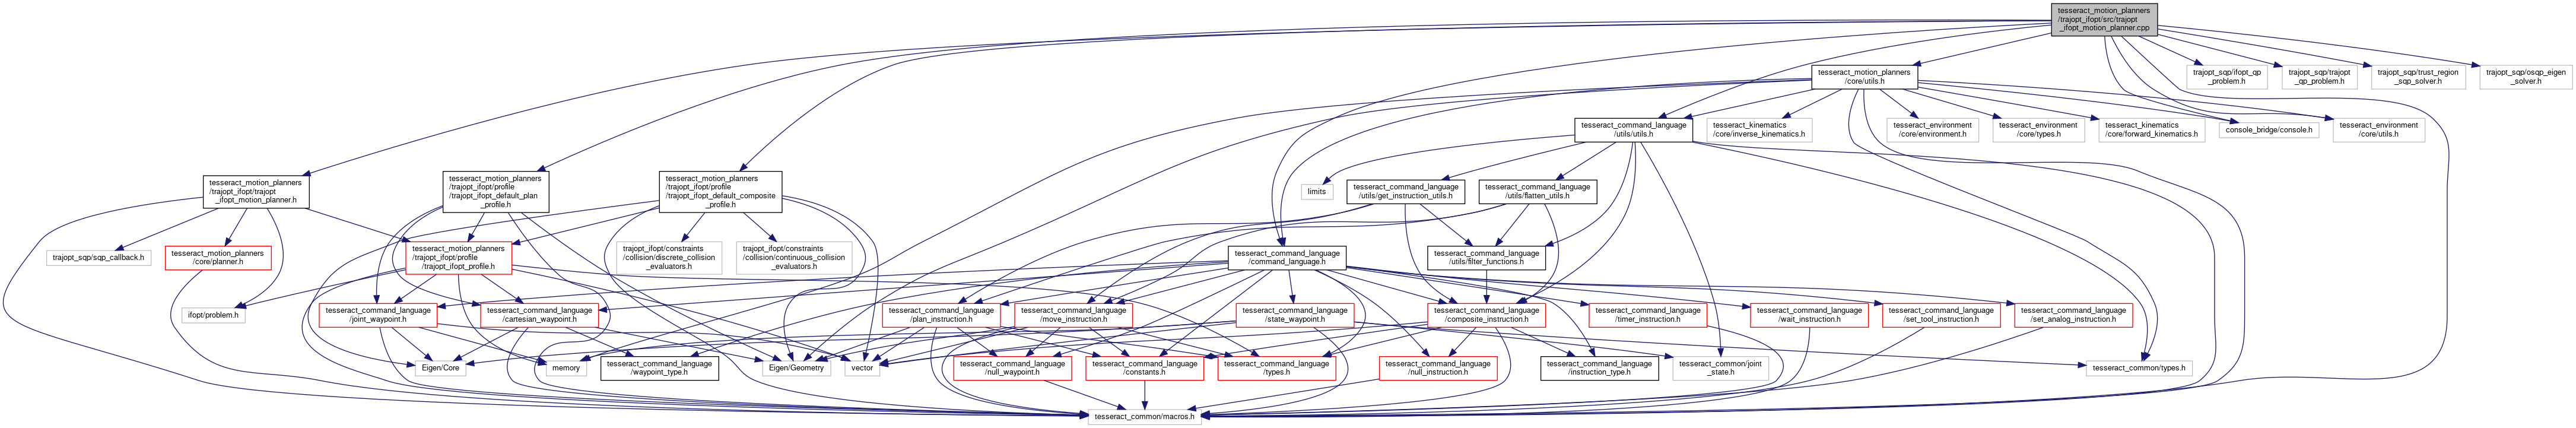 tesseract_motion_planners
/trajopt_ifopt/src/trajopt
_ifopt_motion_planner.cpp
tesseract_motion_planners
/core/utils.h
trajopt_sqp/ifopt_qp
_problem.h
trajopt_sqp/trajopt
_qp_problem.h
trajopt_sqp/trust_region
_sqp_solver.h
trajopt_sqp/osqp_eigen
_solver.h
tesseract_command_language
/utils/utils.h
tesseract_kinematics
/core/inverse_kinematics.h
tesseract_environment
/core/environment.h
tesseract_environment
/core/types.h
tesseract_kinematics
/core/forward_kinematics.h
console_bridge/console.h
tesseract_environment
/core/utils.h
tesseract_motion_planners
/trajopt_ifopt/trajopt
_ifopt_motion_planner.h
tesseract_motion_planners
/trajopt_ifopt/profile
/trajopt_ifopt_default_plan
_profile.h
tesseract_motion_planners
/trajopt_ifopt/profile
/trajopt_ifopt_default_composite
_profile.h
limits
tesseract_command_language
/utils/get_instruction_utils.h
tesseract_command_language
/utils/flatten_utils.h
trajopt_sqp/sqp_callback.h
tesseract_motion_planners
/core/planner.h
tesseract_motion_planners
/trajopt_ifopt/profile
/trajopt_ifopt_profile.h
trajopt_ifopt/constraints
/collision/discrete_collision
_evaluators.h
trajopt_ifopt/constraints
/collision/continuous_collision
_evaluators.h
tesseract_command_language
/command_language.h
tesseract_command_language
/utils/filter_functions.h
ifopt/problem.h
tesseract_command_language
/joint_waypoint.h
tesseract_command_language
/cartesian_waypoint.h
tesseract_command_language
/plan_instruction.h
tesseract_command_language
/move_instruction.h
tesseract_command_language
/state_waypoint.h
tesseract_command_language
/composite_instruction.h
tesseract_command_language
/timer_instruction.h
tesseract_command_language
/wait_instruction.h
tesseract_command_language
/set_tool_instruction.h
tesseract_command_language
/set_analog_instruction.h
Eigen/Core
memory
tesseract_command_language
/waypoint_type.h
Eigen/Geometry
vector
tesseract_command_language
/null_waypoint.h
tesseract_command_language
/constants.h
tesseract_command_language
/types.h
tesseract_command_language
/null_instruction.h
tesseract_command_language
/instruction_type.h
tesseract_common/joint
_state.h
tesseract_common/types.h
tesseract_common/macros.h